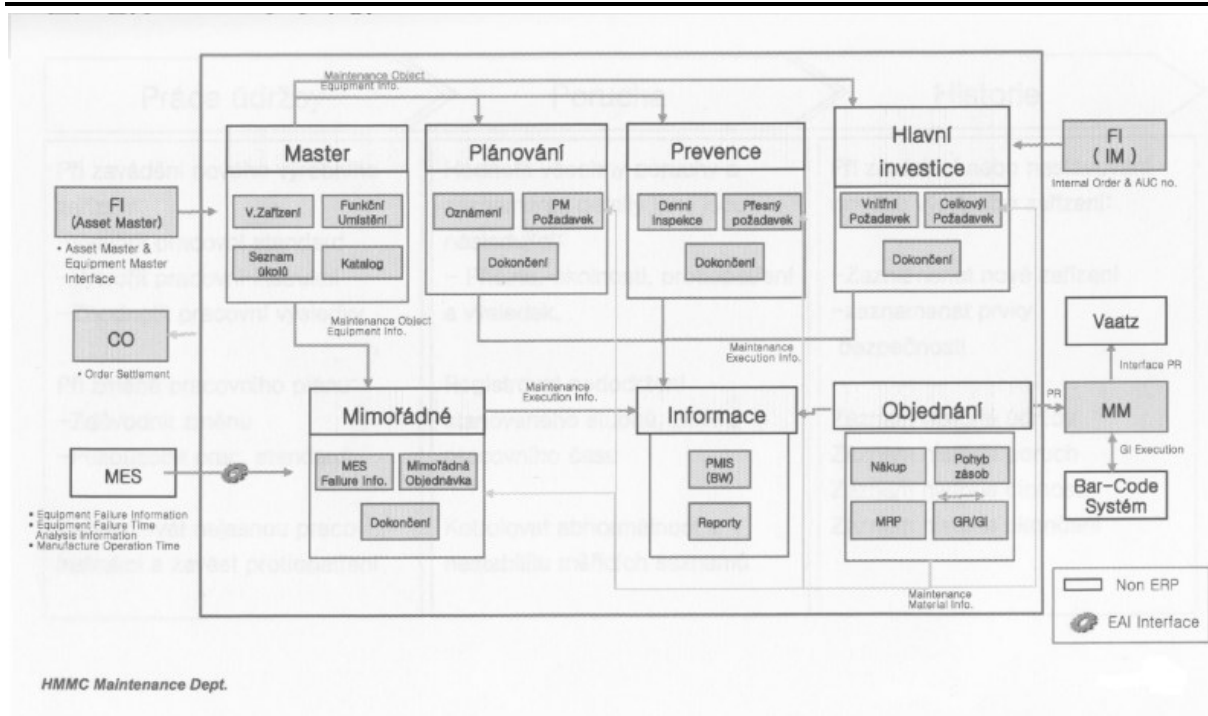 Maintenance Object
Equipment Info.
Master
V.Zařízení
Funkční
Umistění
Seznam
úkolů
Katalog
Plánování
Oznámení
PM
Požadavek
Dokončení
Prevence
Denní
Inspekce
Přesný
požadavek
Dokončení
Hlavní
investice
Vnitřní
Požadavek
Celkový
Požadavek
Dokončení
FI
( IM )
Internal Order & AUC no.
FI
(Asset Master)
• Asset Master &
Equipment Master
Interface
CO
• Order Settlement
Maintenance Object
Equipment Info.
Maintenance
Execution Info.
Maintenance
Execution Info.
Vaatz
Interface PR
PR
MM
GI Execution
Bar-Code
Systém
Mimořádné
MES
Failure Info.
Mimořádná
Objednávka
Dokončení
Informace
PMIS
(BW)
Reporty
Objednání
Nákup
Pohyb
zásob
MRP
GR/GI
MES
• Equipment Failure Information
• Equipment Failure Time
Analysis Information
• Manufacture Operation Time
Maintenance
Material Info.
Non ERP
EAI Interface
HMMC Maintenance Dept.
Práce údržby
Porucha
Historie